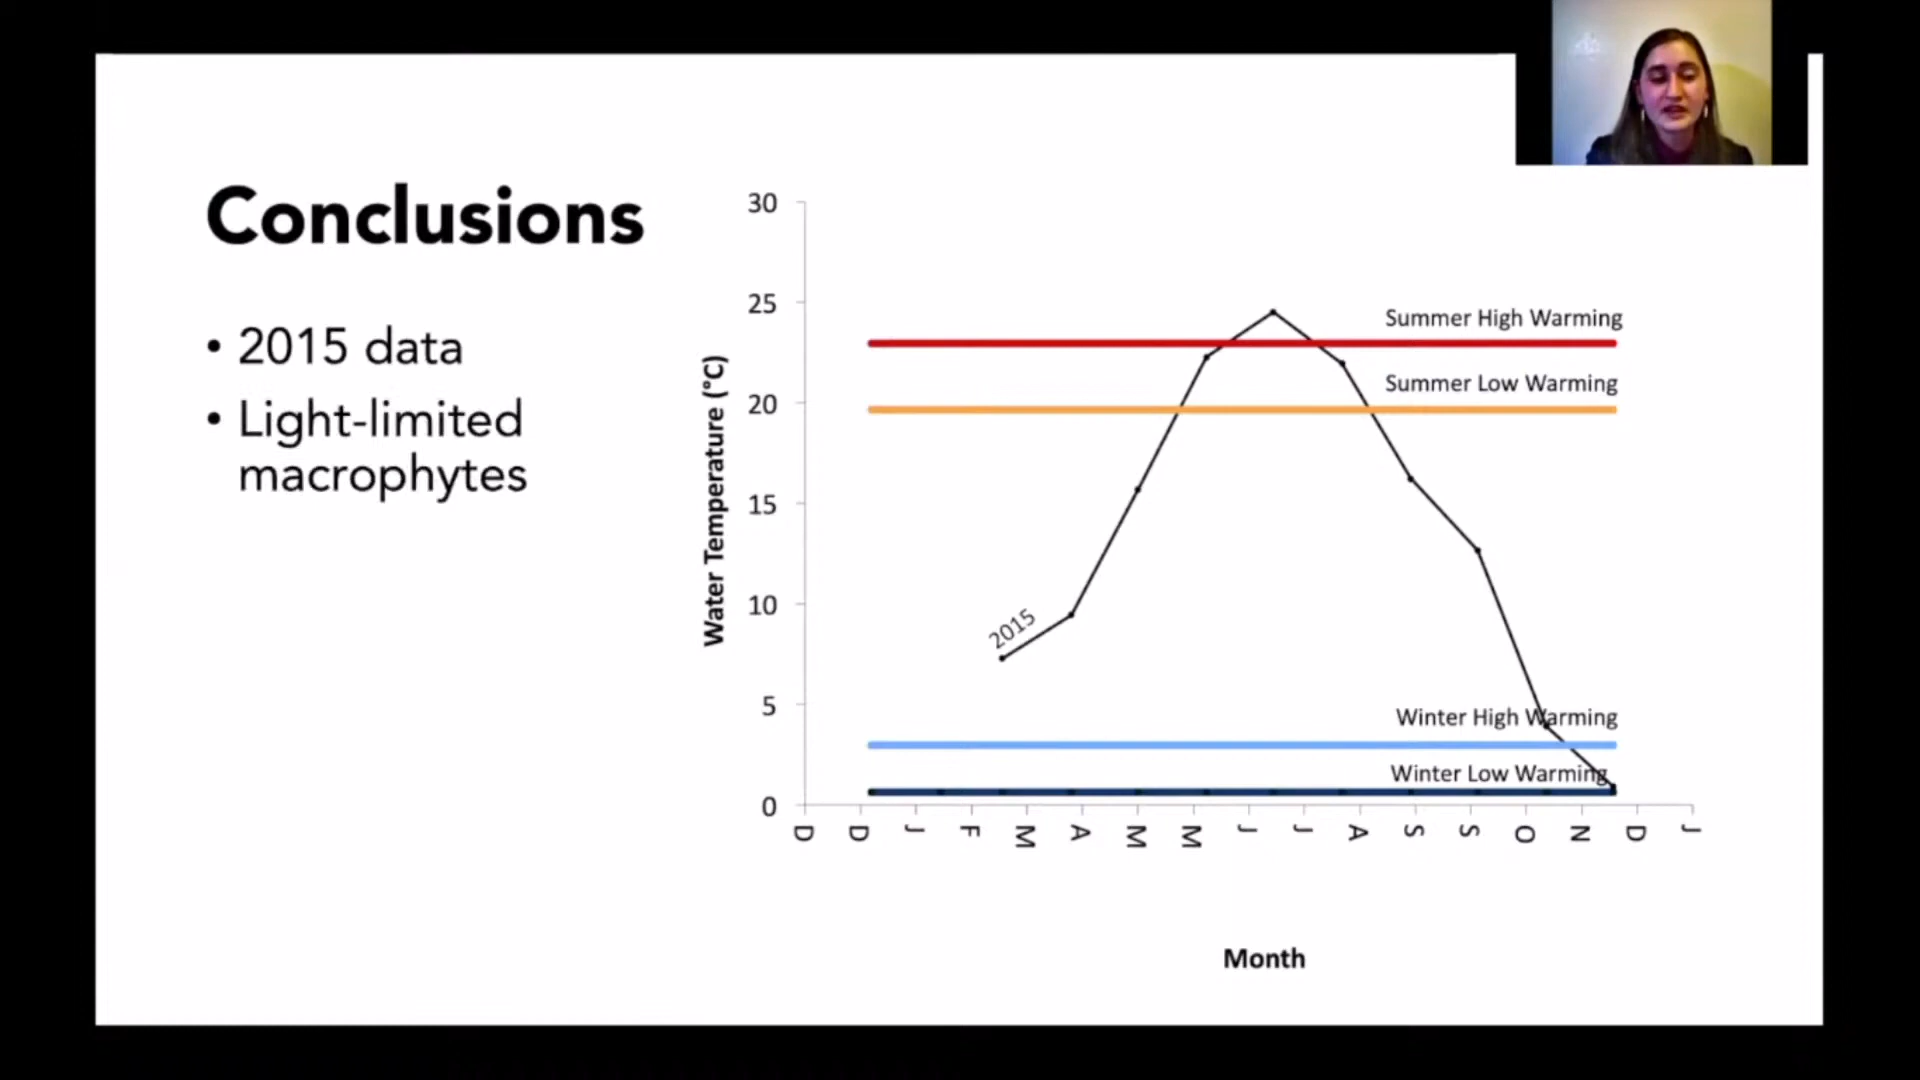 Conclusions
• 2015 data
• Light-limited
macrophytes
30
25
20
15
10
5
0
Water Temperature (°C)
Summer High Warming
Summer Low Warming
2015
Winter High Warming
Winter Low Warming
D D J F M A M M J J A S S O N D J
Month